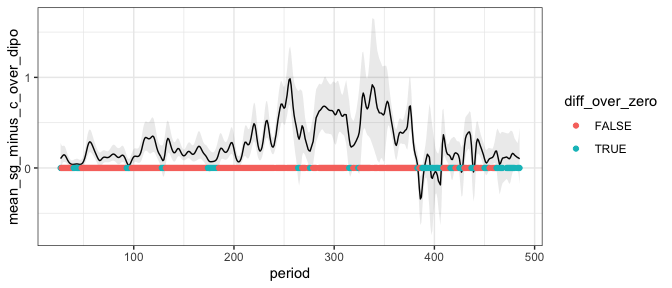 mean_sg_minus_c_over_dipo
1
0
100
200
300
400
500
period
diff_over_zero
FALSE
TRUE